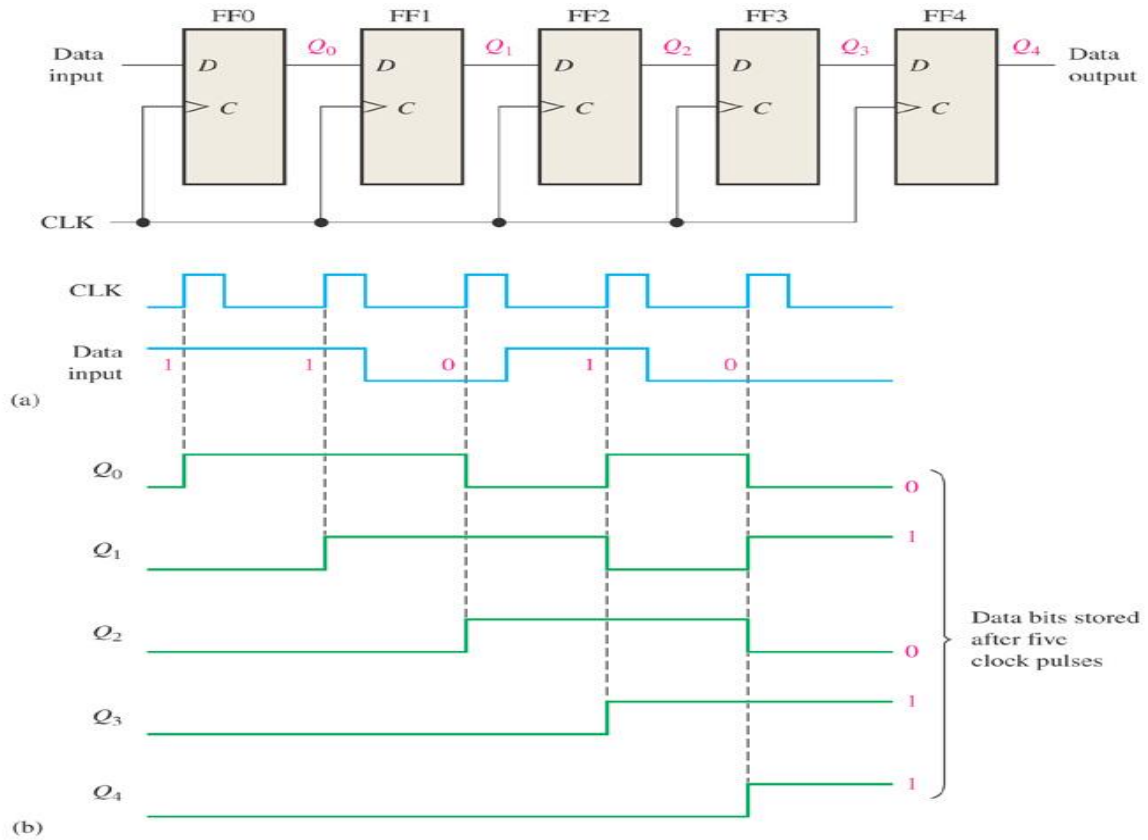 FF0 FF1 FF2 FF3 FF4
Data input
Q0 Q1 Q2 Q3 Q4
Data output
D D D D D
C C C C C
CLK
CLK
Data input
1 1 0 1 0
(a)
Q0 0
Q1 1
Q2 0
Q3 1
Q4 1
Data bits stored
after five
clock pulses
(b)